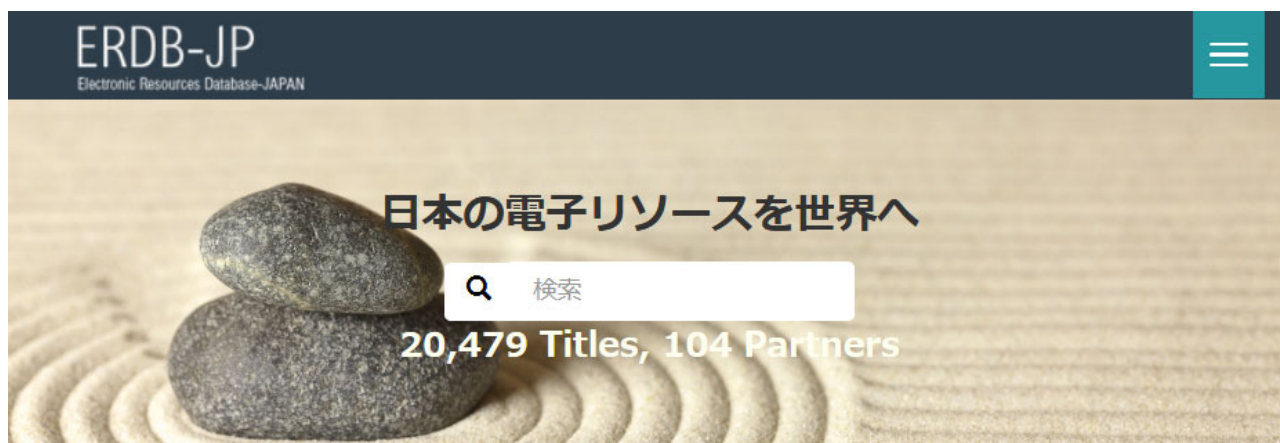 ERDB-JP
Electronic Resources Database-JAPAN
日本の電子リソースを世界へ
検索
20,479 Titles, 104 Partners